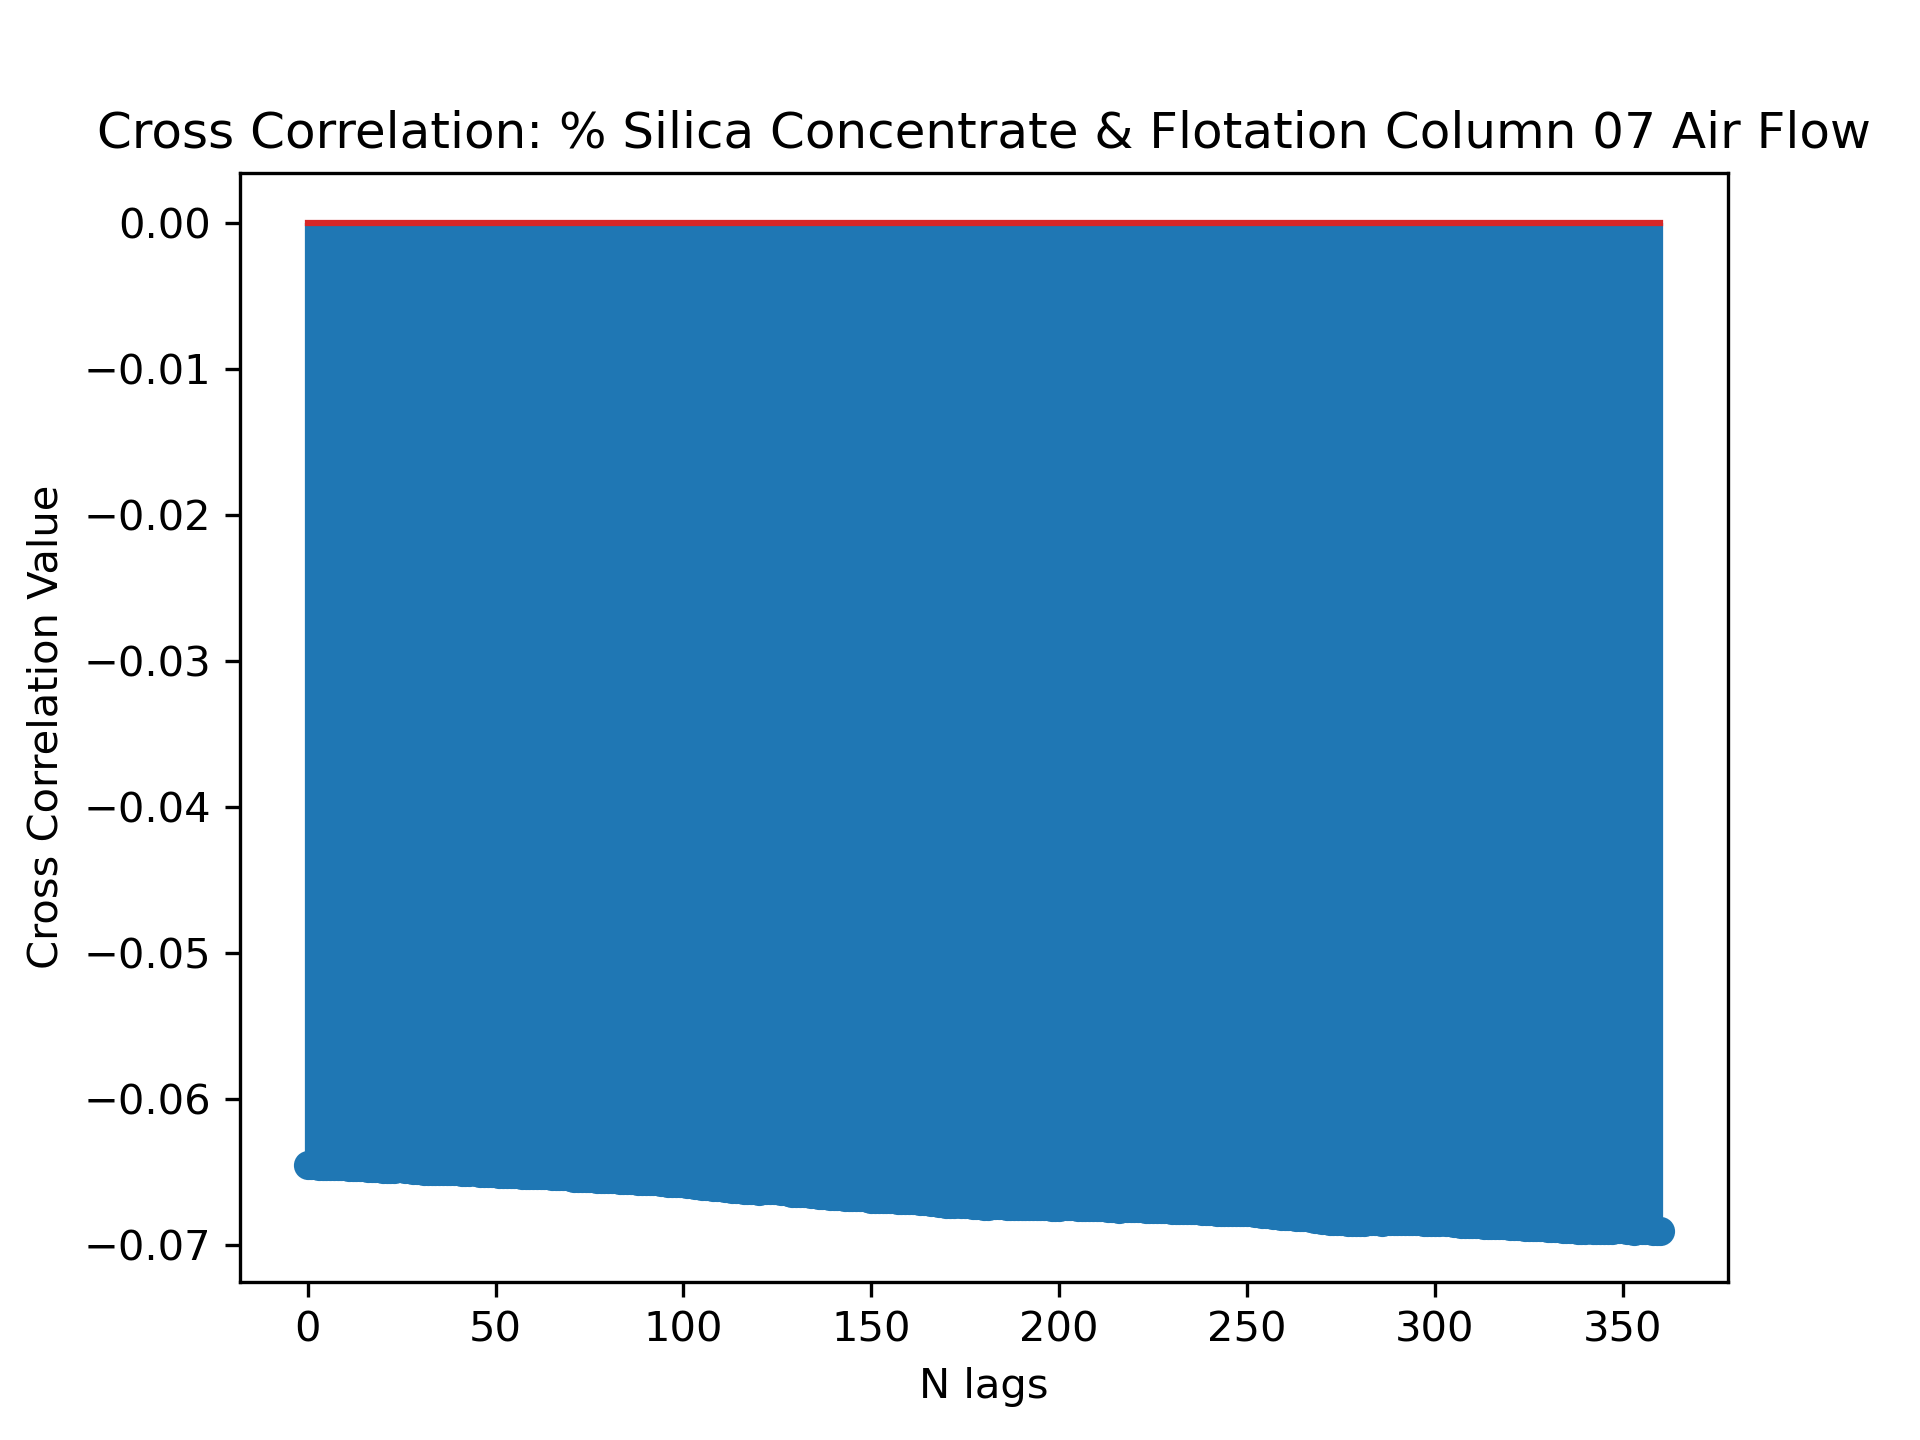 Cross Correlation: % Silica Concentrate & Flotation Column 07 Air Flow
0.00
−0.01
−0.02
−0.03
−0.04
−0.05
−0.06
−0.07
Cross Correlation Value
0 50 100 150 200 250 300 350
N lags